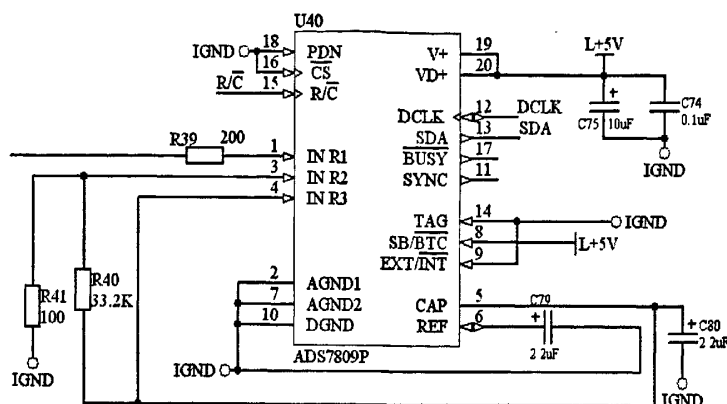 U40
IGND
18 PDN
16 CS
R/C 15 R/C
V+ 19
VD+ 20
L+5V
C75 + 10uF
C74
0.1uF
IGND
DCLK 12 DCLK
SDA 13 SDA
BUSY 17
SYNC 11
R39 200
1 IN R1
3 IN R2
4 IN R3
TAG 14 IGND
SB/BTC 8 L+5V
EXT/INT 9
R41
100
R40
33.2K
IGND
2 AGND1
7 AGND2
10 DGND
IGND
CAP 5
REF 6
C79
+
2 2uF
C80
+
2 2uF
IGND
ADS7809P